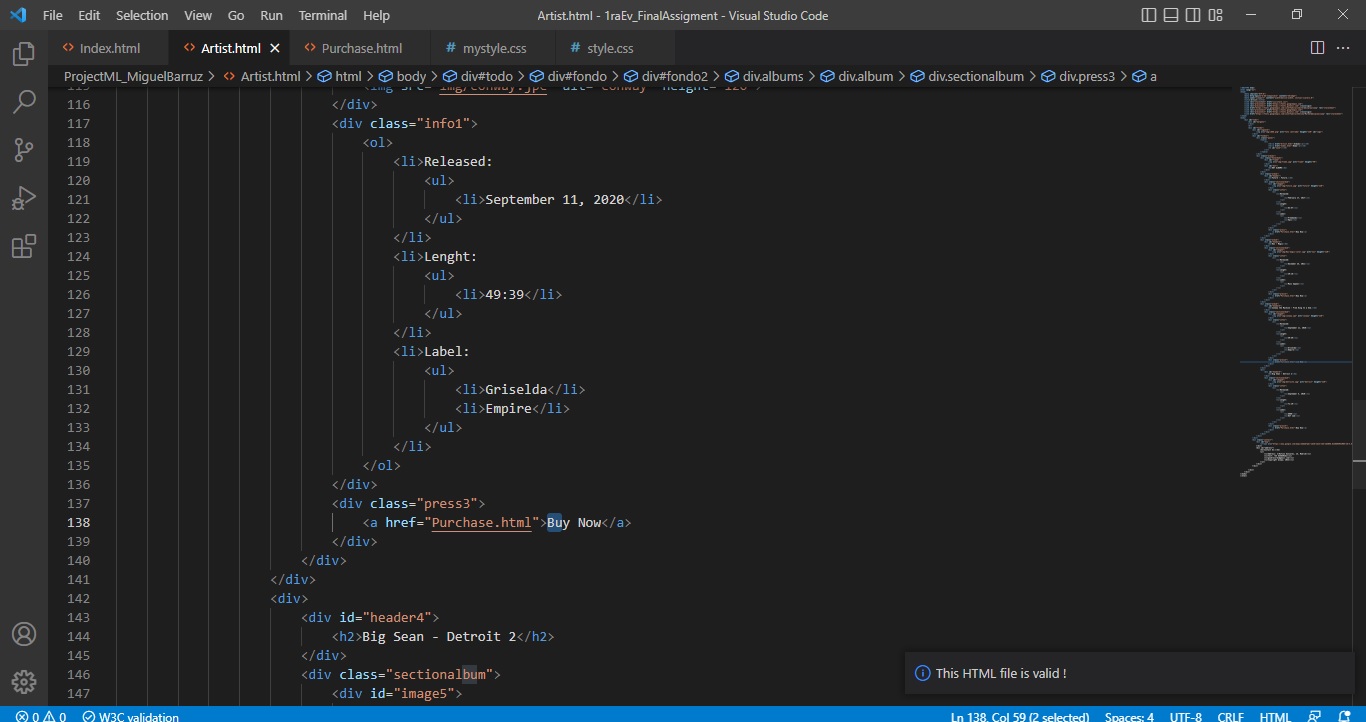 File Edit Selection View Go Run Terminal Help Artist.html - 1raEv_FinalAssigment - Visual Studio Code
Index.html Artist.html Purchase.html # mystyle.css # style.css
ProjectML_MiguelBarruz > Artist.html > html > body > div#todo > div#fondo > div#fondo2 > div.albums > div.album > div.sectionalbum > div.press3 > a
116 </div>
117 <div class="info1">
118 <ol>
119 <li>Released:
120 <ul>
121 <li>September 11, 2020</li>
122 </ul>
123 </li>
124 <li>Lenght:
125 <ul>
126 <li>49:39</li>
127 </ul>
128 </li>
129 <li>Label:
130 <ul>
131 <li>Griselda</li>
132 <li>Empire</li>
133 </ul>
134 </li>
135 </ol>
136 </div>
137 <div class="press3">
138 <a href="Purchase.html">Buy Now</a>
139 </div>
140 </div>
141 </div>
142 <div>
143 <div id="header4">
144 <h2>Big Sean - Detroit 2</h2>
145 </div>
146 <div class="sectionalbum">
147 <div id="image5">
This HTML file is valid !
0 0 W3C validation Ln 138, Col 59 (2 selected) Spaces: 4 UTF-8 CRLF HTML